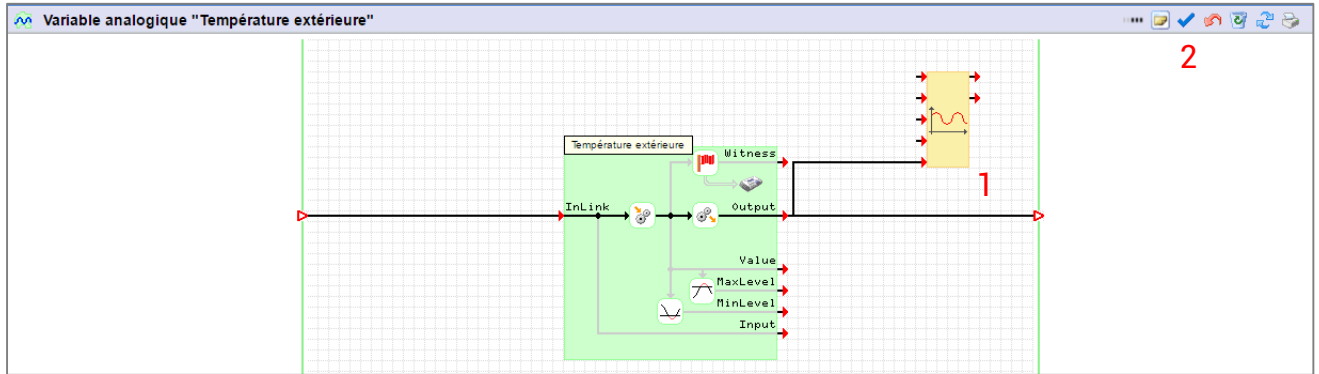 Variable analogique "Température extérieure"
2
Température extérieure
Witness
1
InLink
Output
Value
MaxLevel
MinLevel
Input